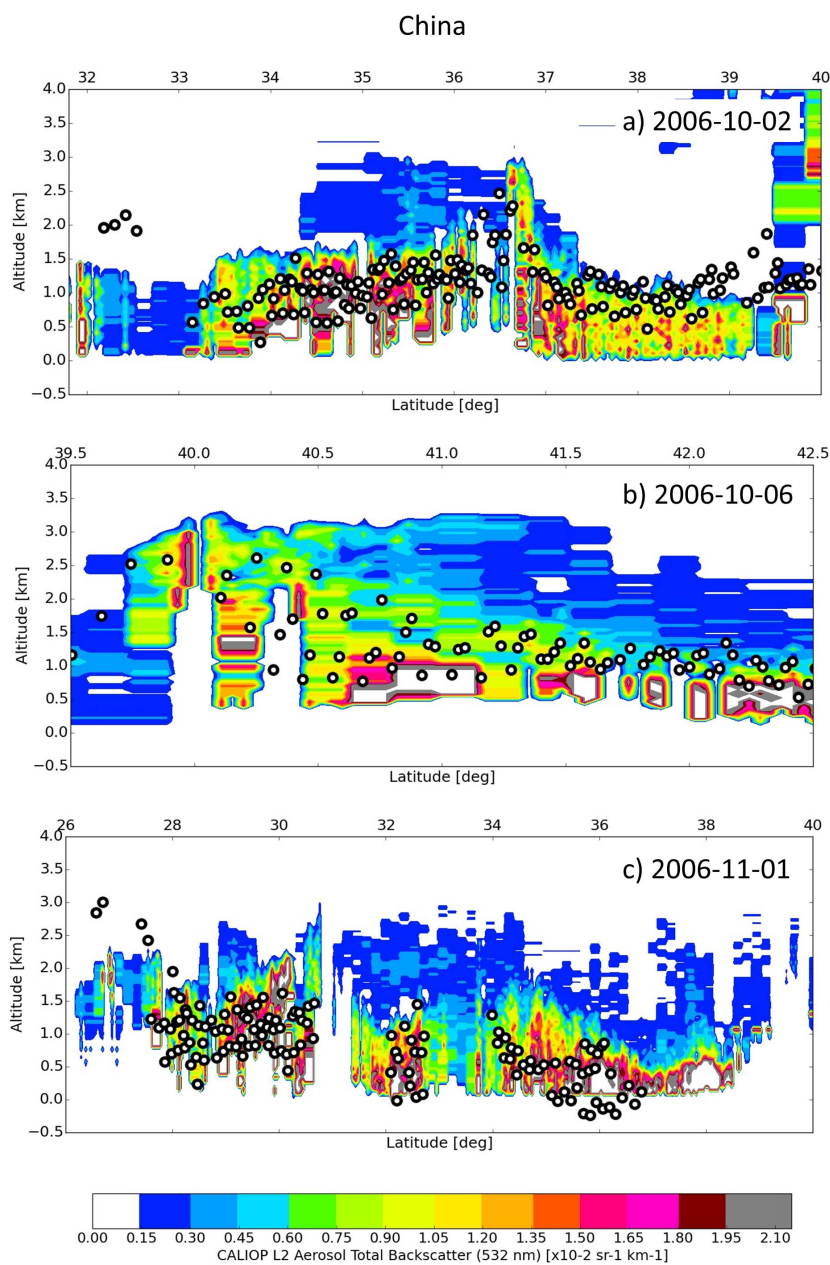 China
32 33 34 35 36 37 38 39 40
a) 2006-10-02
4.0
3.5
3.0
2.5
2.0
1.5
1.0
0.5
0.0
−0.5
Altitude [km]
Latitude [deg]
39.5 40.0 40.5 41.0 41.5 42.0 42.5
b) 2006-10-06
4.0
3.5
3.0
2.5
2.0
1.5
1.0
0.5
0.0
−0.5
Altitude [km]
Latitude [deg]
26 28 30 32 34 36 38 40
c) 2006-11-01
4.0
3.5
3.0
2.5
2.0
1.5
1.0
0.5
0.0
−0.5
Altitude [km]
Latitude [deg]
0.00 0.15 0.30 0.45 0.60 0.75 0.90 1.05 1.20 1.35 1.50 1.65 1.80 1.95 2.10
CALIOP L2 Aerosol Total Backscatter (532 nm) [x10-2 sr-1 km-1]